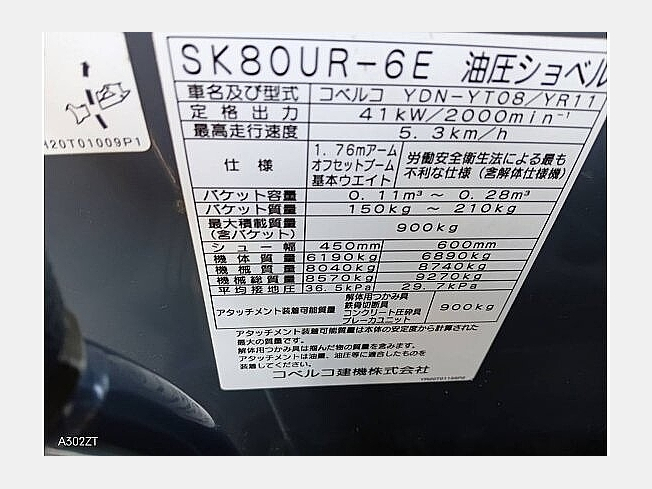 SK80UR-6E 油圧ショベル
車名及び型式 コベルコ YDN-YT08/YR11
定格出力 41kW/2000min-1
最高走行速度 5.3km/h
仕様 1.76mアーム オフセットブーム 基本ウエイト 労働安全衛生法による最も不利な仕様(含解体仕様機)
バケット容量 0.11m³ ~ 0.28m³
バケット質量 150kg ~ 210kg
最大積載質量(含バケット) 900kg
シュー幅 450mm 600mm
機体質量 6190kg 6890kg
機械質量 8040kg 8740kg
機械総質量 8570kg 9270kg
平均接地圧 36.5kPa 29.7kPa
アタッチメント装着可能質量 解体用つかみ具 鉄骨切断具 コンクリート圧砕具 ブレーカユニット 900kg
アタッチメント装着可能質量は本体の安定度から計算された
最大の質量です。
解体用つかみ具は掴んだ物の質量を含みます。
アタッチメントは油量、油圧等に適合したものを
装着してください。
コベルコ建機株式会社
H20T01009P1
A302ZT